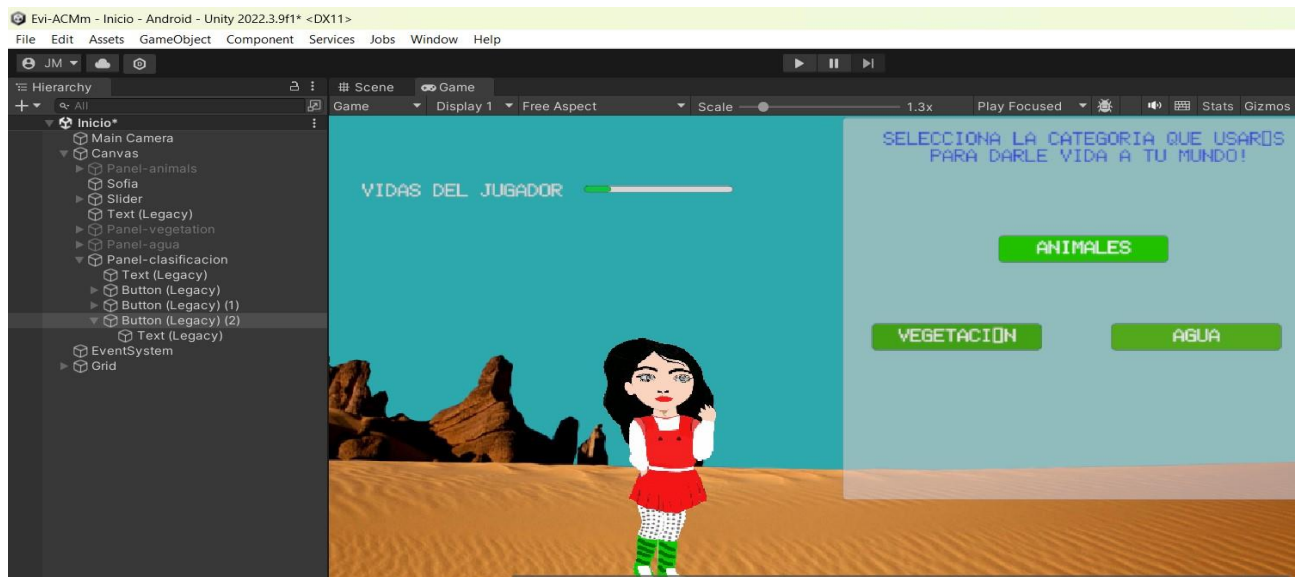 Evi-ACMm - Inicio - Android - Unity 2022.3.9f1* <DX11>
File Edit Assets GameObject Component Services Jobs Window Help
JM
Hierarchy
# Scene Game
All
Game Display 1 Free Aspect Scale 1.3x Play Focused Stats Gizmos
Inicio*
Main Camera
Canvas
Panel-animals
Sofia
Slider
Text (Legacy)
Panel-vegetation
Panel-agua
Panel-clasificacion
Text (Legacy)
Button (Legacy)
Button (Legacy) (1)
Button (Legacy) (2)
Text (Legacy)
EventSystem
Grid
VIDAS DEL JUGADOR
SELECCIONA LA CATEGORIA QUE USAR▯S
PARA DARLE VIDA A TU MUNDO!
ANIMALES
VEGETACI▯N AGUA